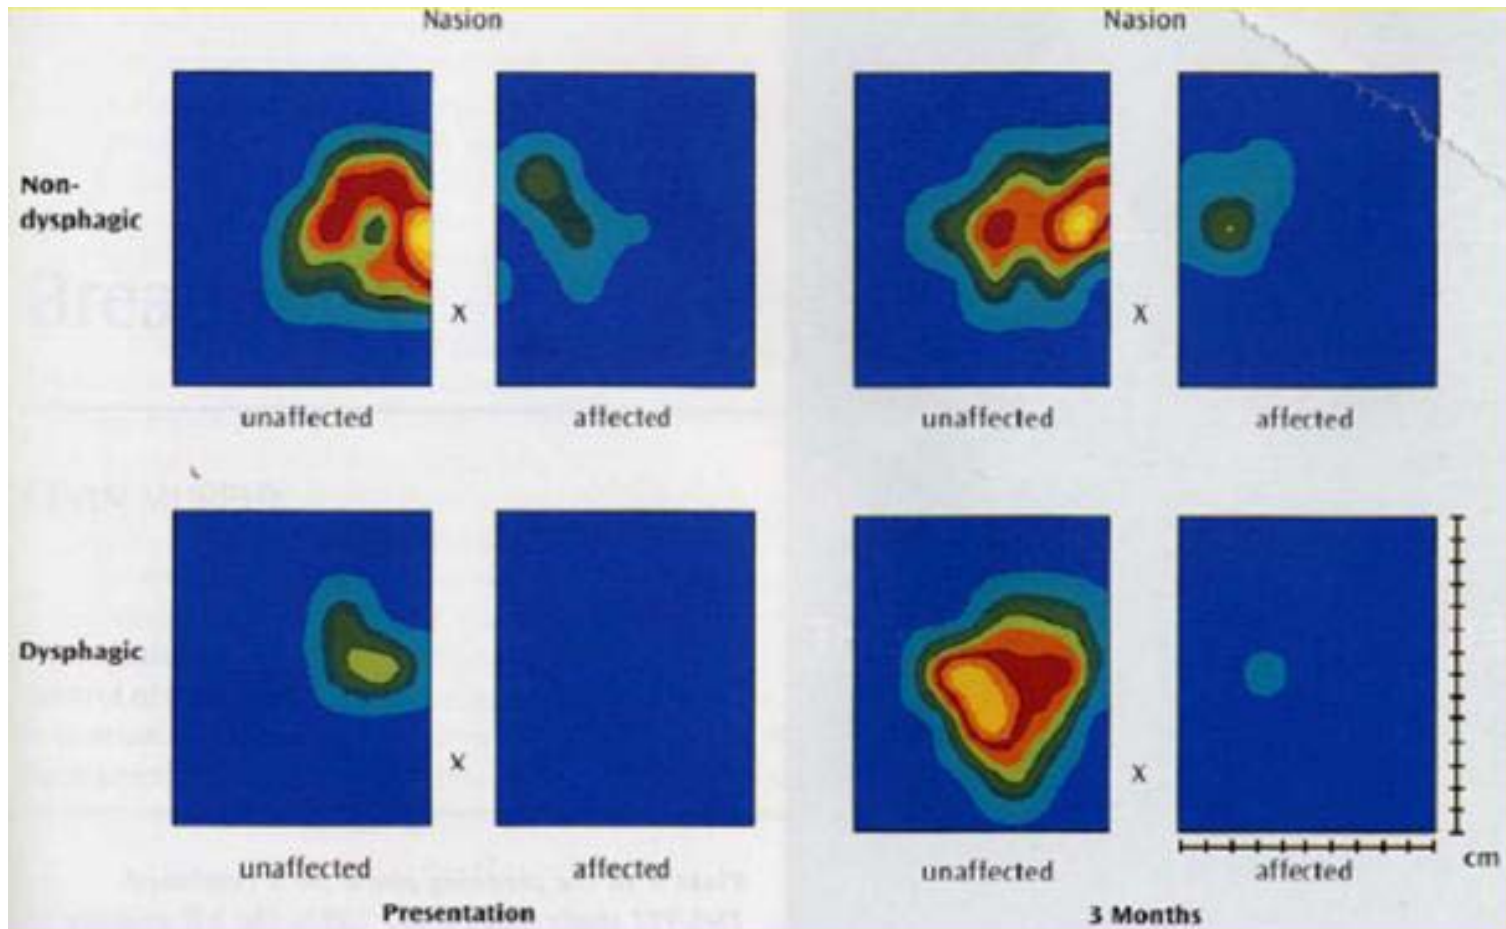 Nasion
Nasion
Non-
dysphagic
X
X
unaffected
affected
unaffected
affected
Dysphagic
X
X
unaffected
affected
unaffected
affected
cm
Presentation
3 Months